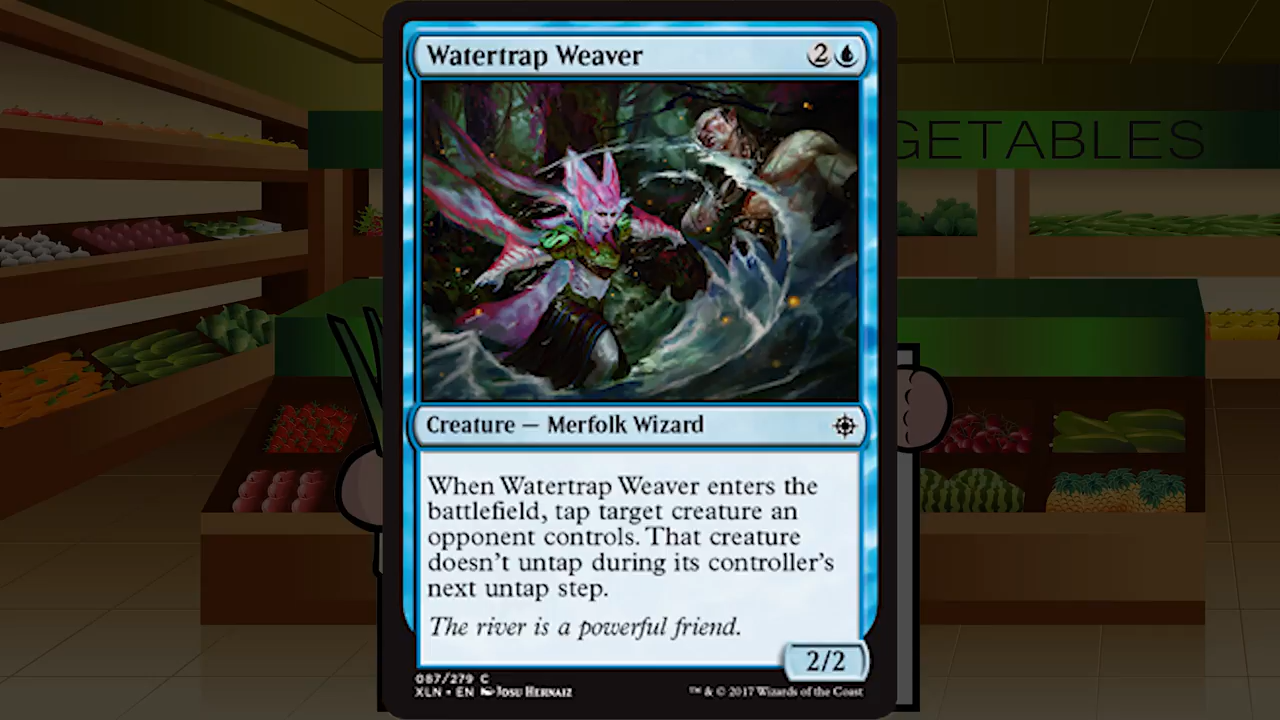 Watertrap Weaver 2
GETABLES
Creature — Merfolk Wizard
When Watertrap Weaver enters the
battlefield, tap target creature an
opponent controls. That creature
doesn't untap during its controller's
next untap step.
The river is a powerful friend.
2/2
087/279 C
XLN • EN Josu Hernaiz
™ & © 2017 Wizards of the Coast